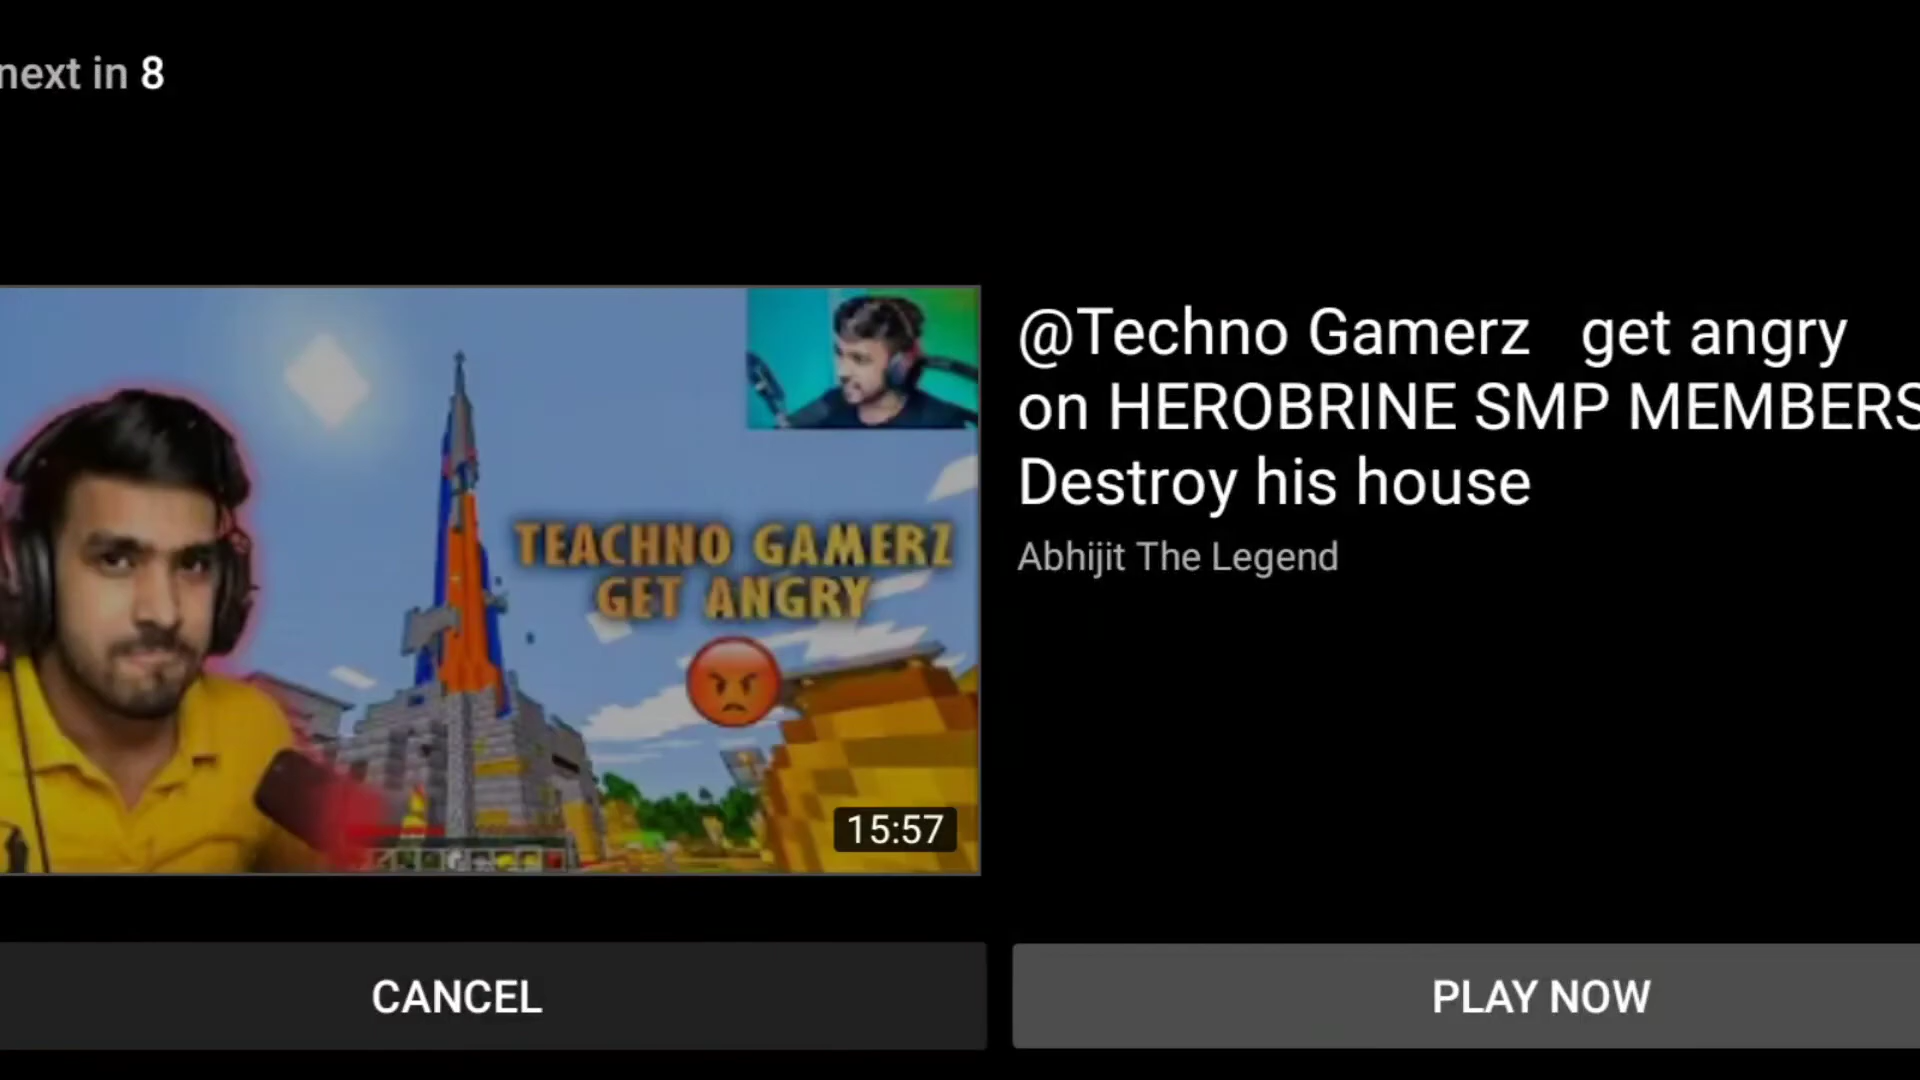 next in 8
@Techno Gamerz get angry
on HEROBRINE SMP MEMBERS
Destroy his house
Abhijit The Legend
TEACHNO GAMERZ
GET ANGRY
15:57
CANCEL
PLAY NOW